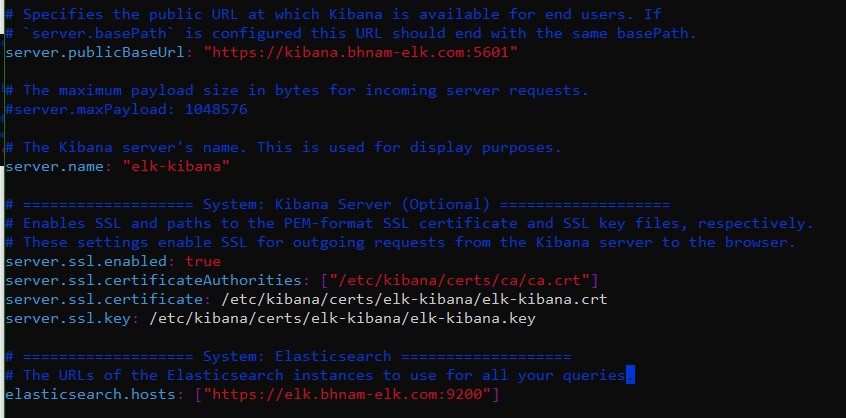 # Specifies the public URL at which Kibana is available for end users. If
# `server.basePath` is configured this URL should end with the same basePath.
server.publicBaseUrl: "https://kibana.bhnam-elk.com:5601"
# The maximum payload size in bytes for incoming server requests.
#server.maxPayload: 1048576
# The Kibana server's name. This is used for display purposes.
server.name: "elk-kibana"
# =================== System: Kibana Server (Optional) ===================
# Enables SSL and paths to the PEM-format SSL certificate and SSL key files, respectively.
# These settings enable SSL for outgoing requests from the Kibana server to the browser.
server.ssl.enabled: true
server.ssl.certificateAuthorities: ["/etc/kibana/certs/ca/ca.crt"]
server.ssl.certificate: /etc/kibana/certs/elk-kibana/elk-kibana.crt
server.ssl.key: /etc/kibana/certs/elk-kibana/elk-kibana.key
# =================== System: Elasticsearch ===================
# The URLs of the Elasticsearch instances to use for all your queries.
elasticsearch.hosts: ["https://elk.bhnam-elk.com:9200"]